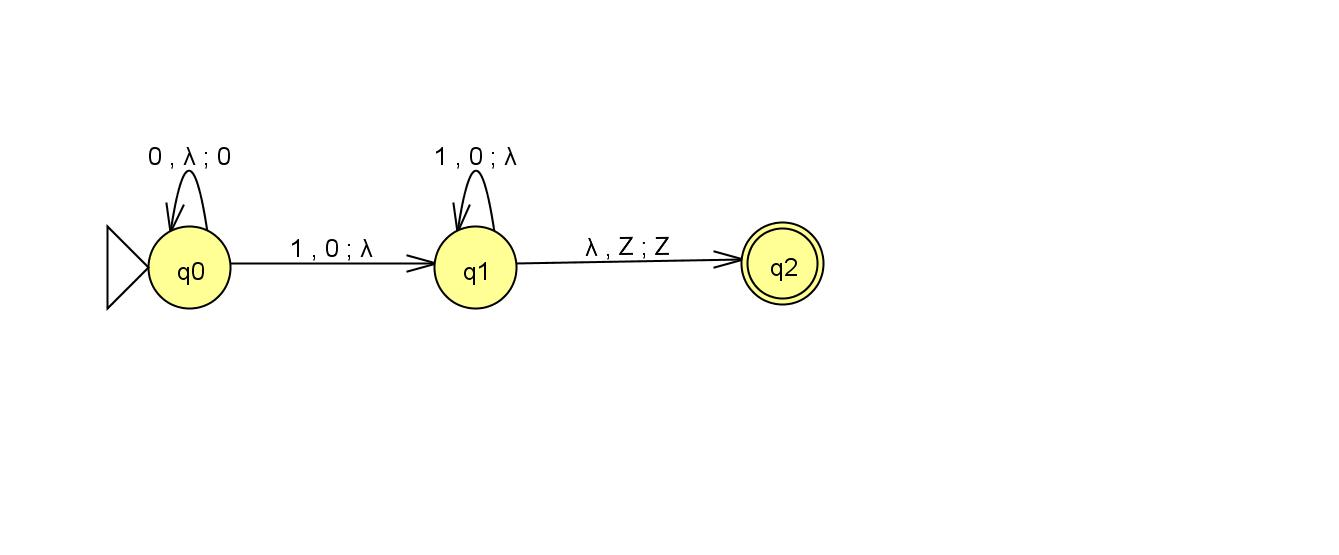 0 , λ ; 0
1 , 0 ; λ
1 , 0 ; λ
λ , Z ; Z
q0
q1
q2